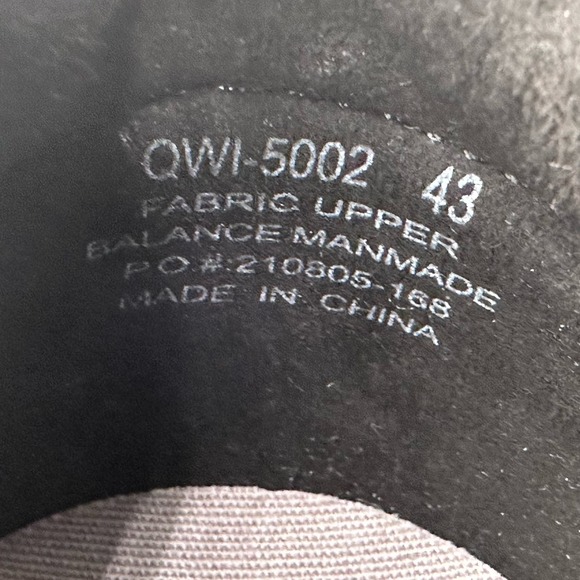 QWI-5002 43
FABRIC UPPER
BALANCE MANMADE
P.O.#:210805-168
MADE IN CHINA